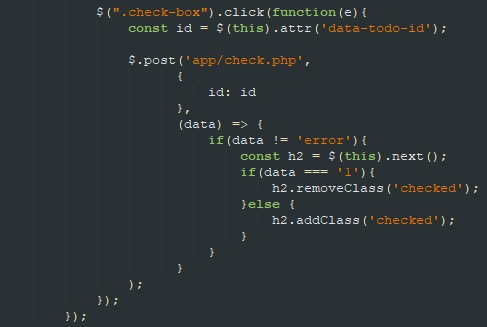 $(".check-box").click(function(e){
const id = $(this).attr('data-todo-id');
$.post('app/check.php',
{
id: id
},
(data) => {
if(data != 'error'){
const h2 = $(this).next();
if(data === '1'){
h2.removeClass('checked');
}else {
h2.addClass('checked');
}
}
}
);
});
});